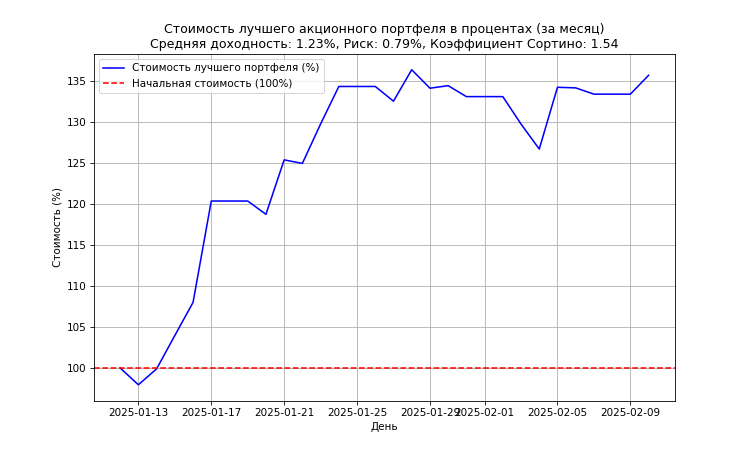 Стоимость лучшего акционного портфеля в процентах (за месяц)
Средняя доходность: 1.23%, Риск: 0.79%, Коэффициент Сортино: 1.54
Стоимость лучшего портфеля (%)
Начальная стоимость (100%)
Стоимость (%)
135
130
125
120
115
110
105
100
2025-01-13 2025-01-17 2025-01-21 2025-01-25 2025-01-29 2025-02-01 2025-02-05 2025-02-09
День